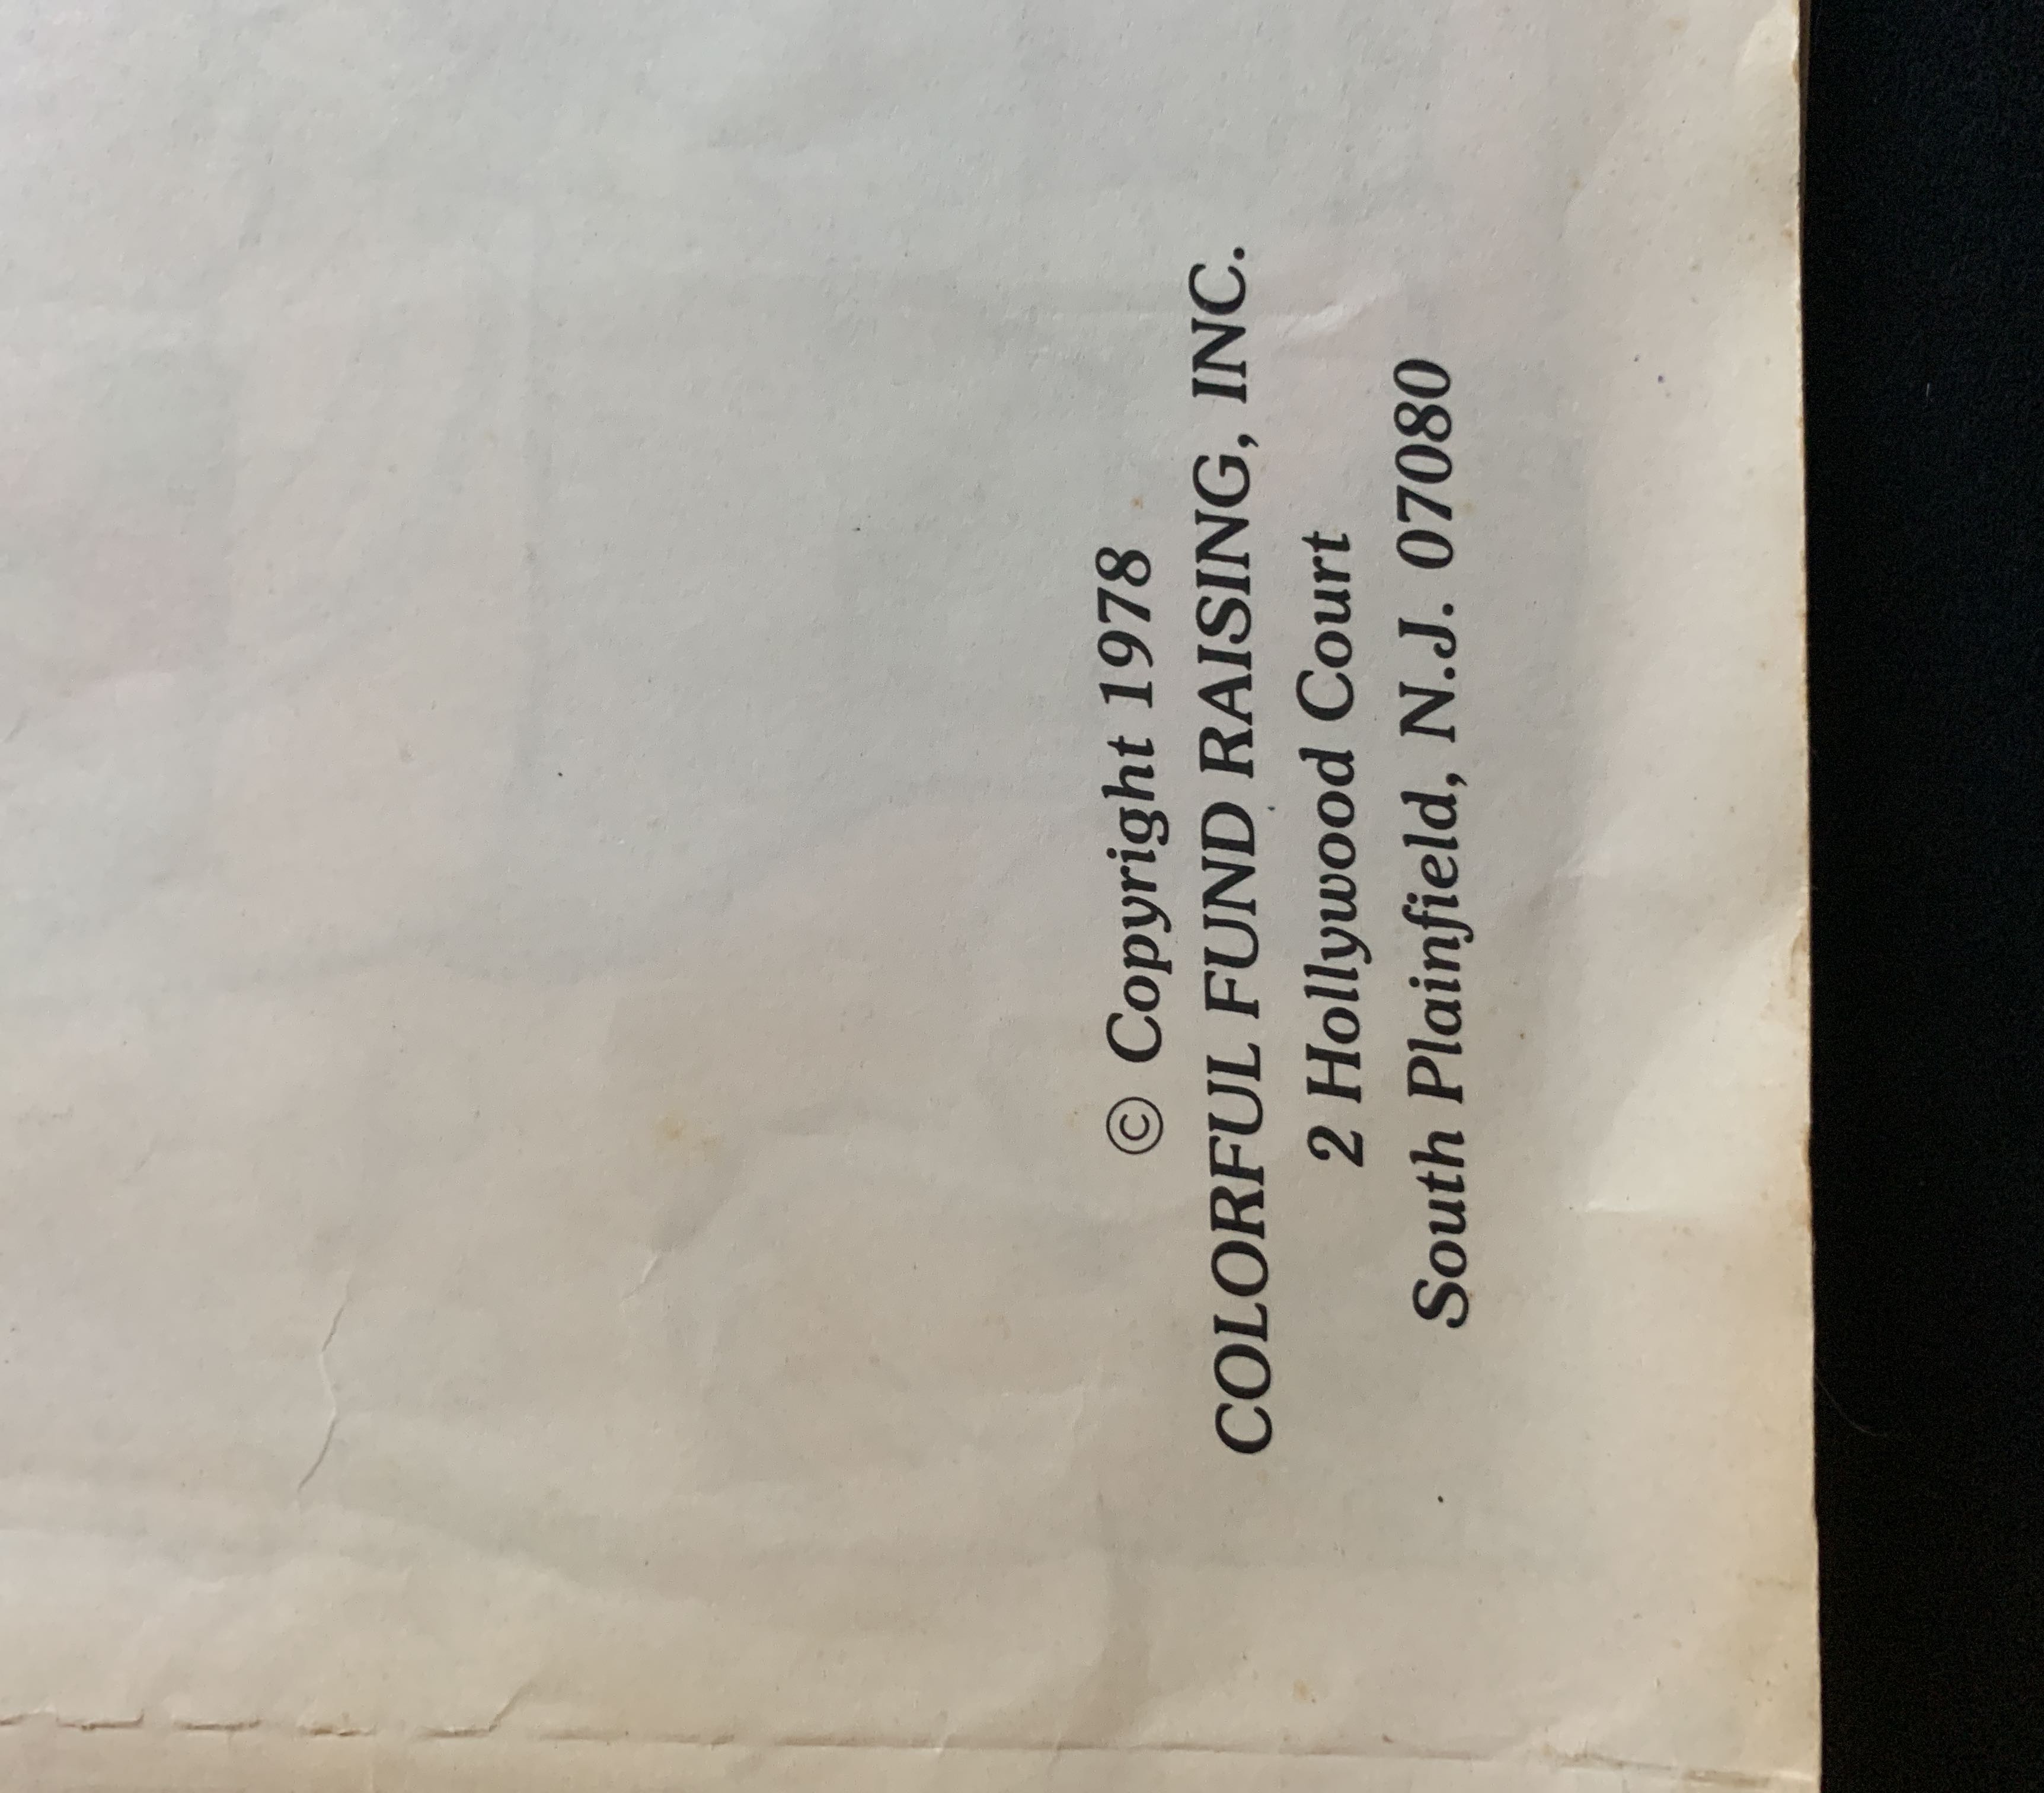 © Copyright 1978
COLORFUL FUND RAISING, INC.
2 Hollywood Court
South Plainfield, N.J. 07080